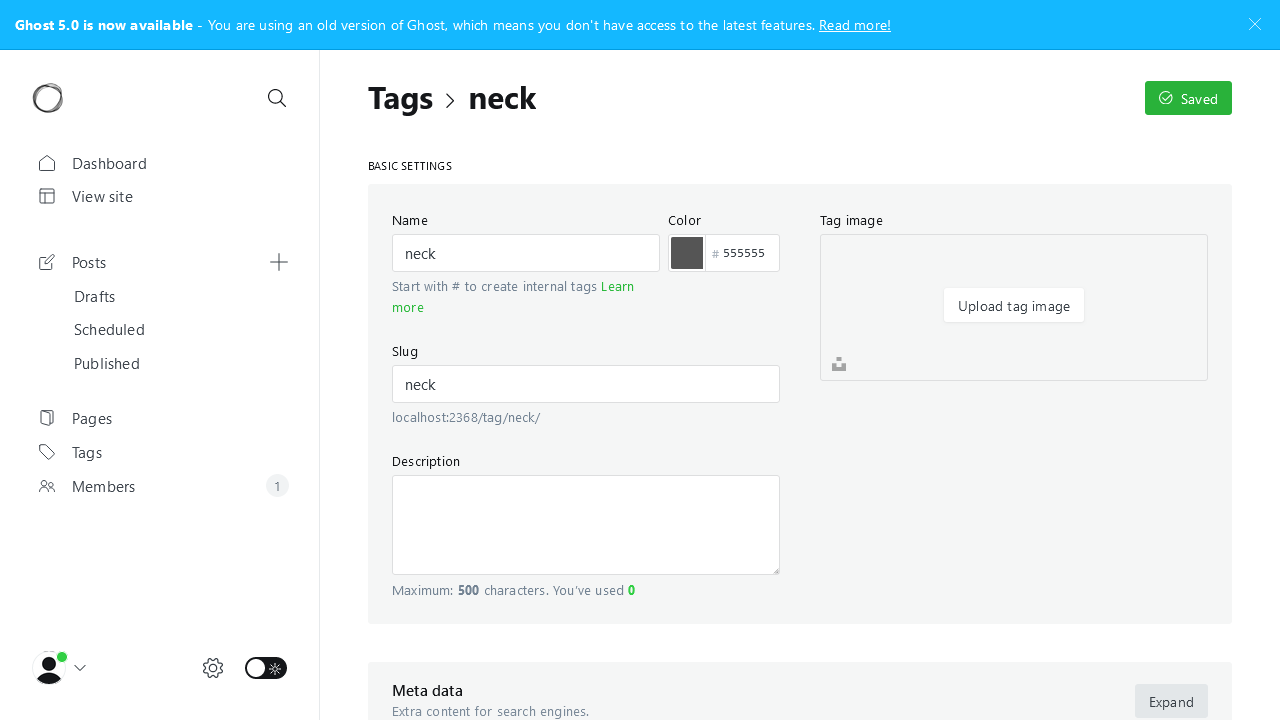 Ghost 5.0 is now available - You are using an old version of Ghost, which means you don't have access to the latest features. Read more!
Dashboard
View site
Posts
Drafts
Scheduled
Published
Pages
Tags
Members
1
Tags > neck
Saved
BASIC SETTINGS
Name
neck
Start with # to create internal tags Learn
more
Color
# 555555
Slug
neck
localhost:2368/tag/neck/
Description
Maximum: 500 characters. You've used 0
Tag image
Upload tag image
Meta data
Extra content for search engines.
Expand